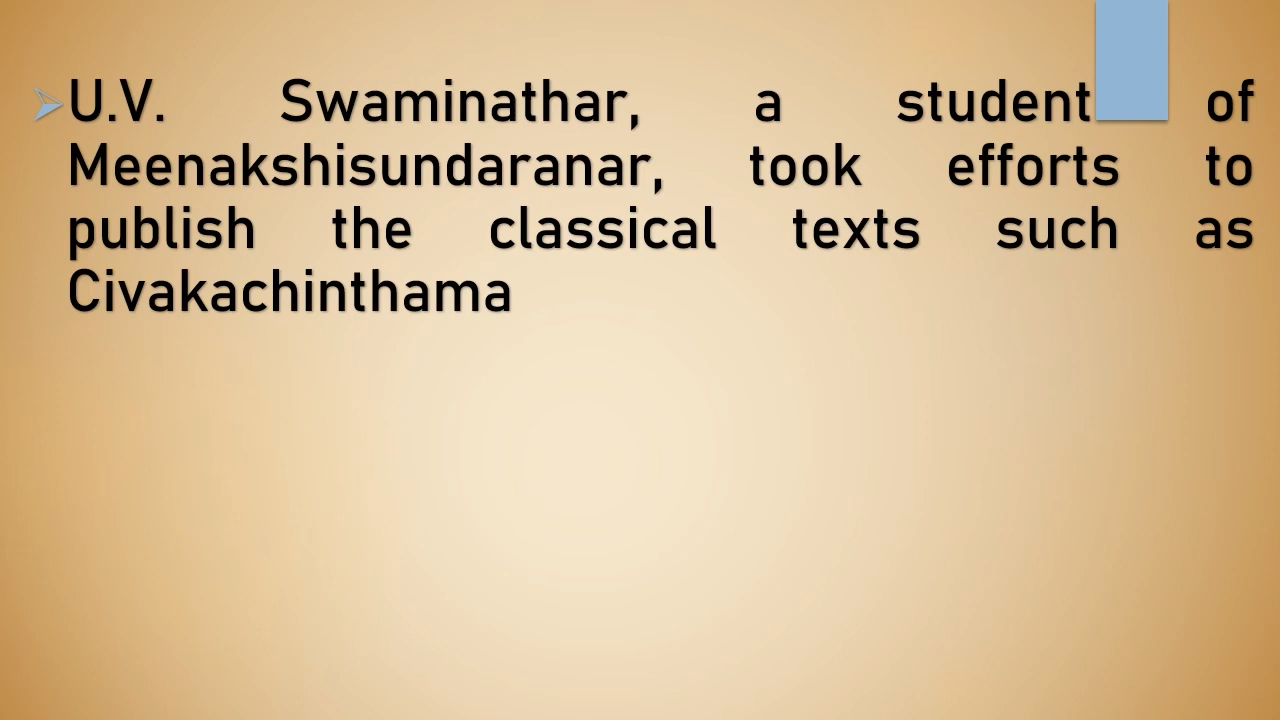 U.V. Swaminathar, a student of
Meenakshisundaranar, took efforts to
publish the classical texts such as
Civakachinthama